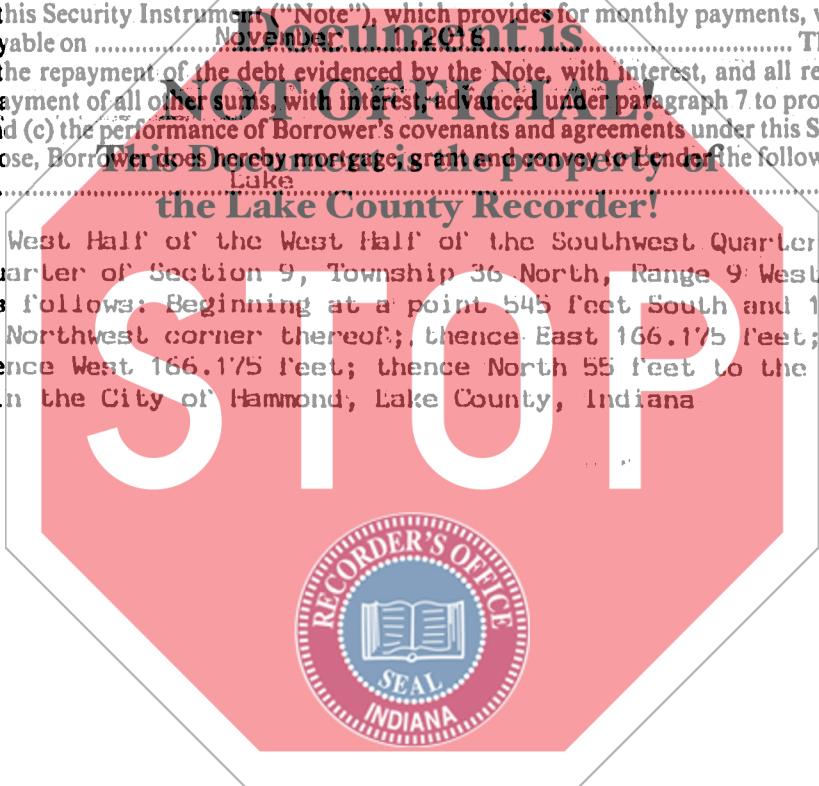 this Security Instrument ("Note"), which provides for monthly payments,
yable on November 2016 Th
Document is
he repayment of the debt evidenced by the Note, with interest, and all re
NOT OFFICIAL!
ayment of all other sums, with interest, advanced under paragraph 7 to pro
d (c) the performance of Borrower's covenants and agreements under this S
ose, Borrower does hereby mortgage, grant and convey to Lender the follow
This Document is the property of
Lake
the Lake County Recorder!
West Half of the West Half of the Southwest Quarter
arter of Section 9, Township 36 North, Range 9 West
s follows: Beginning at a point 545 feet South and 1
Northwest corner thereof; thence East 166.175 feet;
nce West 166.175 feet; thence North 55 feet to the
n the City of Hammond, Lake County, Indiana
STOP
RECORDER'S OFFICE
SEAL
INDIANA